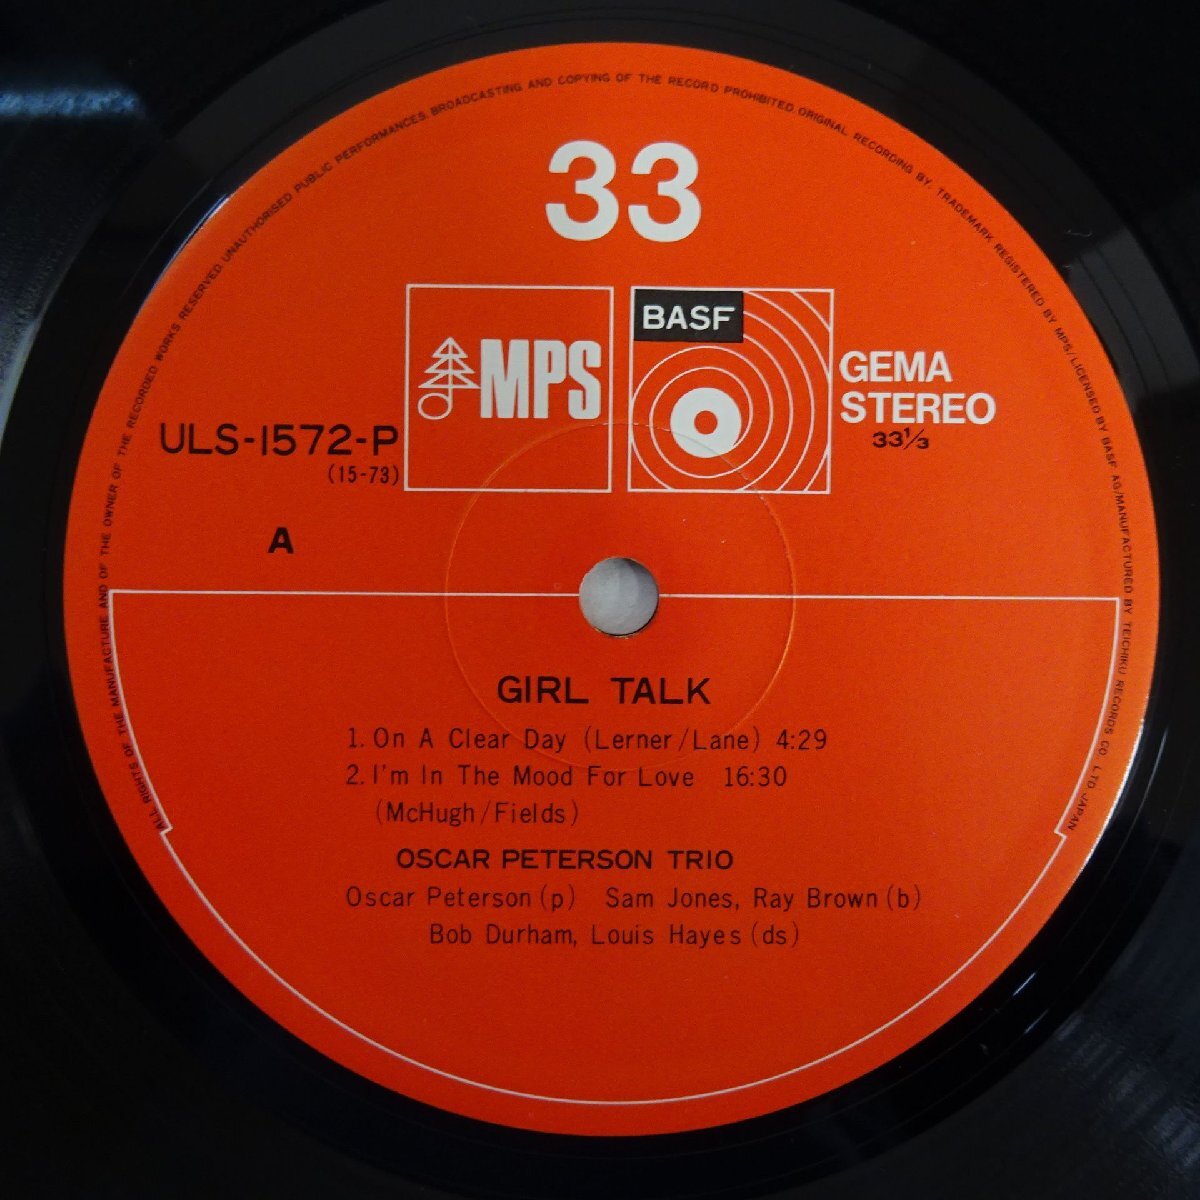 ALL RIGHTS OF THE MANUFACTURE AND OF THE OWNER OF THE RECORDED WORKS RESERVED. UNAUTHORISED PUBLIC PERFORMANCES. BROADCASTING AND COPYING OF THE RECORD PROHIBITED. ORIGINAL RECORDING BY. TRADEMARK REGISTERED BY MPS/LICENSED BY BASF AG/MANUFACTURED BY TEICHIKU RECORDS CO. LTD. JAPAN
33
MPS
BASF
GEMA
STEREO
33⅓
ULS-1572-P
(15-73)
A
GIRL TALK
1. On A Clear Day (Lerner/Lane) 4:29
2. I'm In The Mood For Love 16:30
(McHugh/Fields)
OSCAR PETERSON TRIO
Oscar Peterson(p) Sam Jones, Ray Brown(b)
Bob Durham, Louis Hayes(ds)